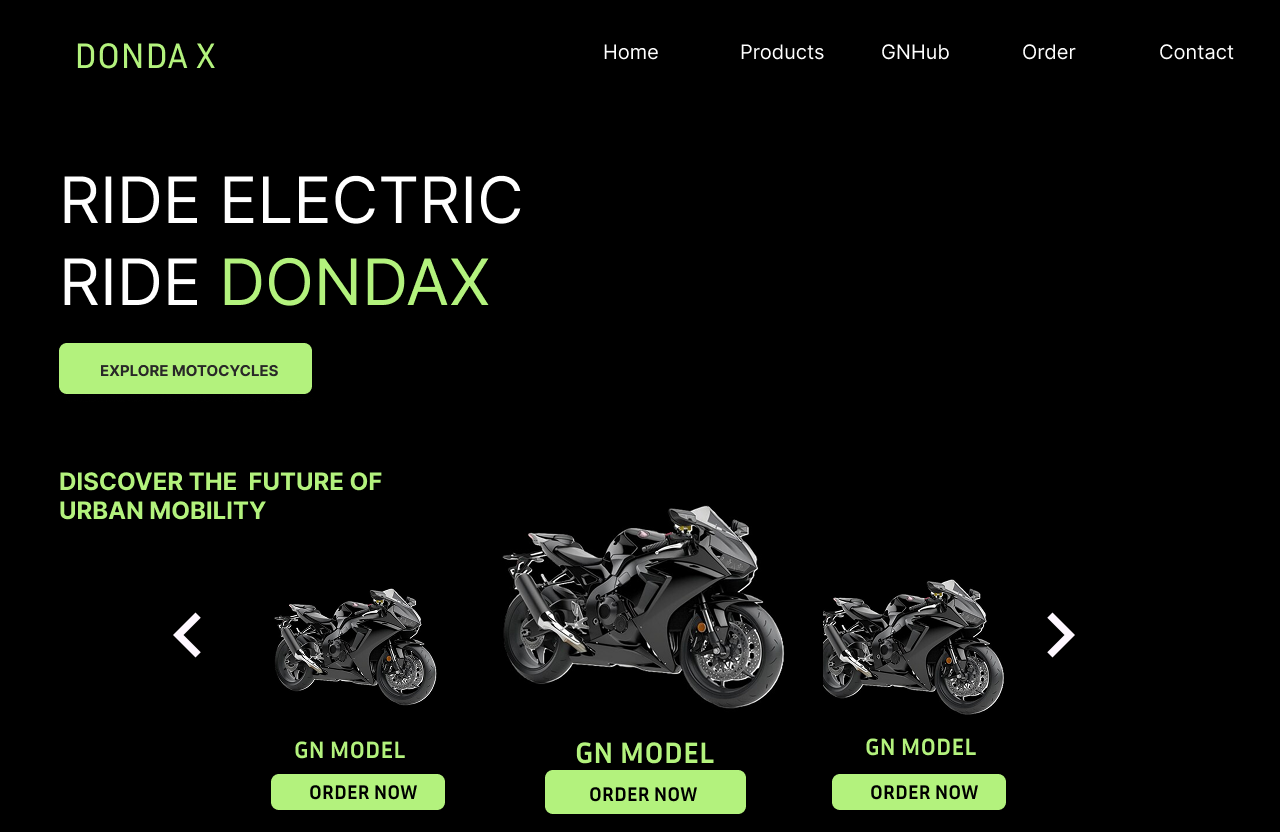 DONDA X
Home Products GNHub Order Contact
RIDE ELECTRIC
RIDE DONDAX
EXPLORE MOTOCYCLES
DISCOVER THE FUTURE OF
URBAN MOBILITY
GN MODEL
GN MODEL
GN MODEL
ORDER NOW
ORDER NOW
ORDER NOW